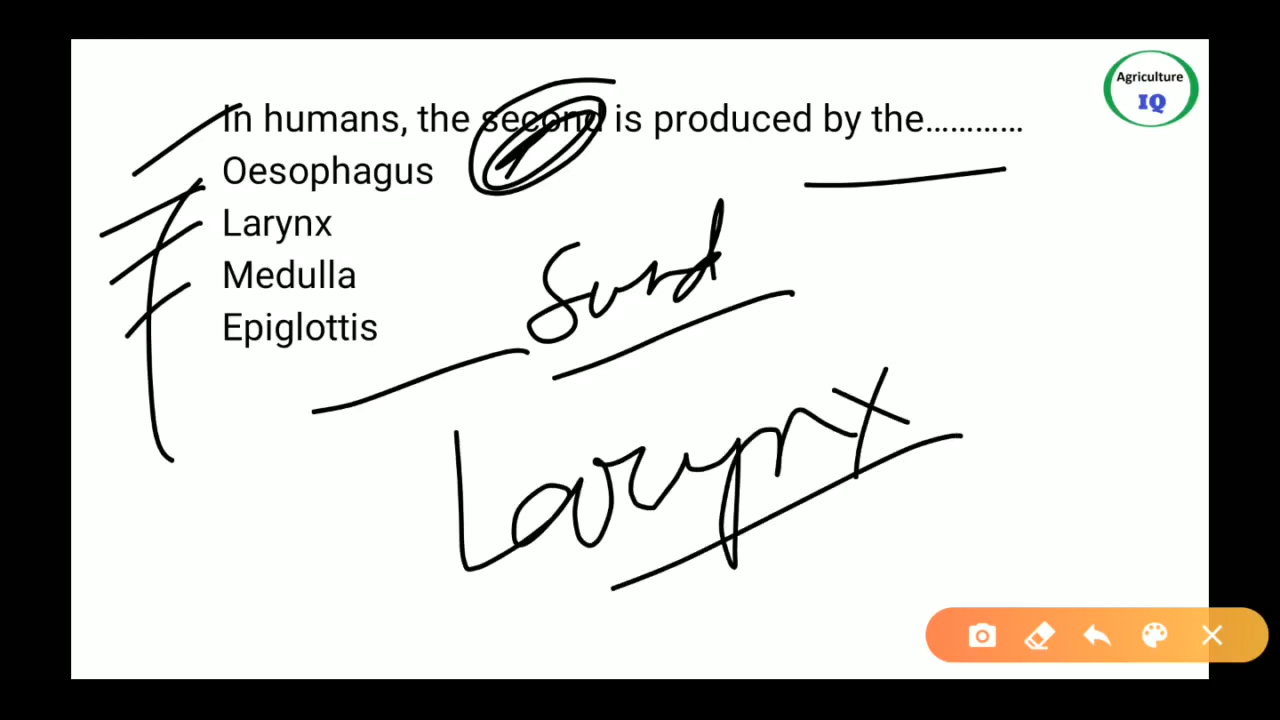 Agriculture
IQ
In humans, the second is produced by the............
Oesophagus
Larynx
Medulla
Epiglottis
Sund
Larynx